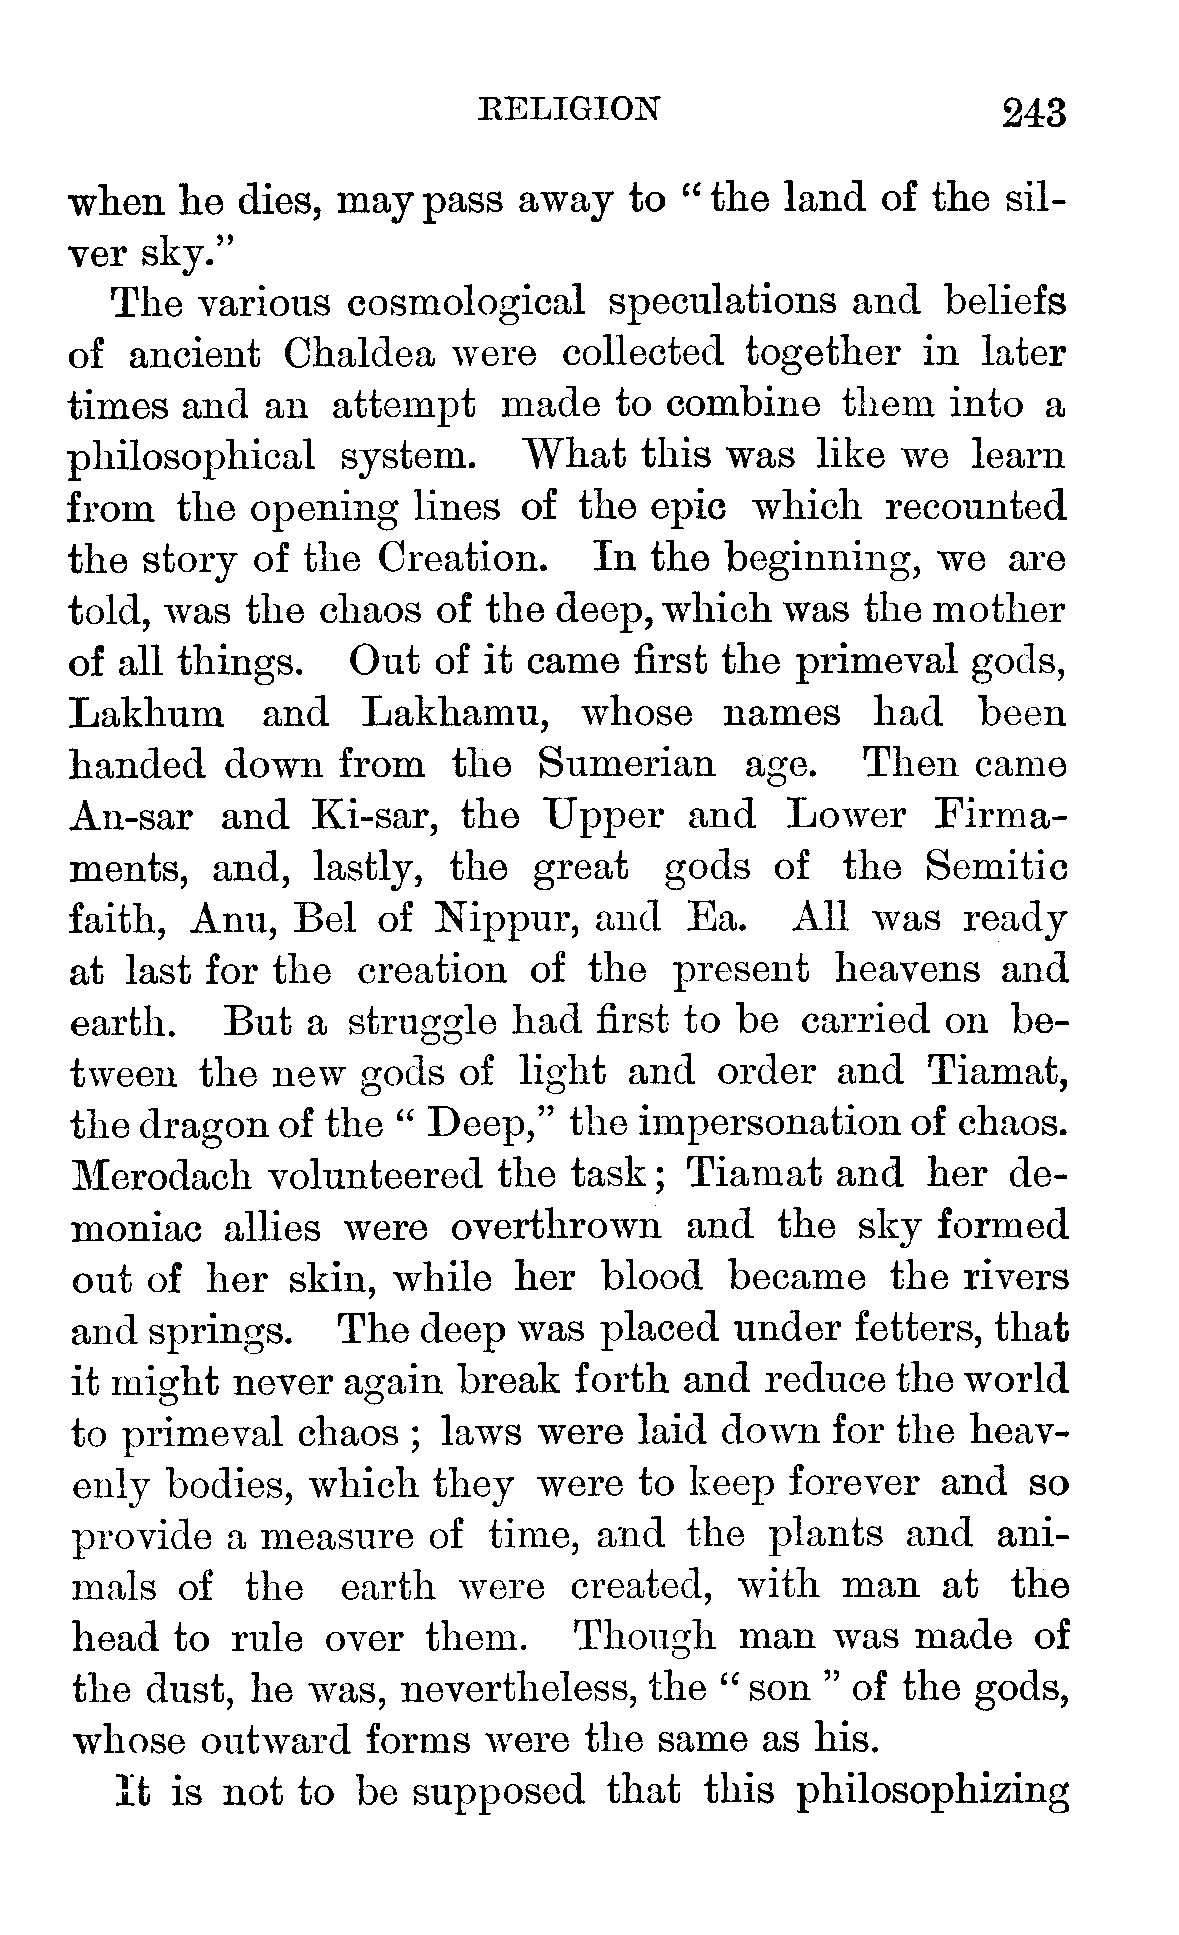 RELIGION 243
when he dies, may pass away to “ the land of the sil-
ver sky.”
The various cosmological speculations and beliefs
of ancient Chaldea were collected together in later
times and an attempt made to combine them into a
philosophical system. What this was like we learn
from the opening lines of the epic which recounted
the story of the Creation. In the beginning, we are
told, was the chaos of the deep, which was the mother
of all things. Out of it came first the primeval gods,
Lakhum and Lakhamu, whose names had been
handed down from the Sumerian age. Then came
An-sar and Ki-sar, the Upper and Lower Firma-
ments, and, lastly, the great gods of the Semitic
faith, Anu, Bel of Nippur, and Ea. All was ready
at last for the creation of the present heavens and
earth. But a struggle had first to be carried on be-
tween the new gods of light and order and Tiamat,
the dragon of the “ Deep,” the impersonation of chaos.
Merodach volunteered the task ; Tiamat and her de-
moniac allies were overthrown and the sky formed
out of her skin, while her blood became the rivers
and springs. The deep was placed under fetters, that
it might never again break forth and reduce the world
to primeval chaos ; laws were laid down for the heav-
enly bodies, which they were to keep forever and so
provide a measure of time, and the plants and ani-
mals of the earth were created, with man at the
head to rule over them. Though man was made of
the dust, he was, nevertheless, the “ son ” of the gods,
whose outward forms were the same as his.
It is not to be supposed that this philosophizing